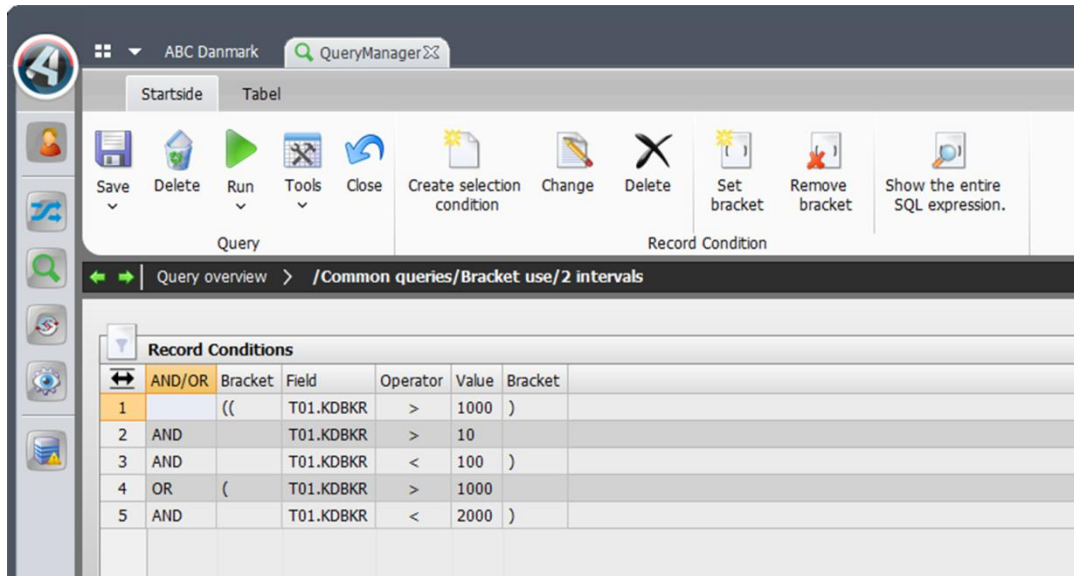 ABC Danmark QueryManager
Startside Tabel
Save Delete Run Tools Close Create selection condition Change Delete Set bracket Remove bracket Show the entire SQL expression.
Query Record Condition
Query overview > /Common queries/Bracket use/2 intervals
Record Conditions
AND/OR Bracket Field Operator Value Bracket
1 (( T01.KDBKR > 1000 )
2 AND T01.KDBKR > 10
3 AND T01.KDBKR < 100 )
4 OR ( T01.KDBKR > 1000
5 AND T01.KDBKR < 2000 )